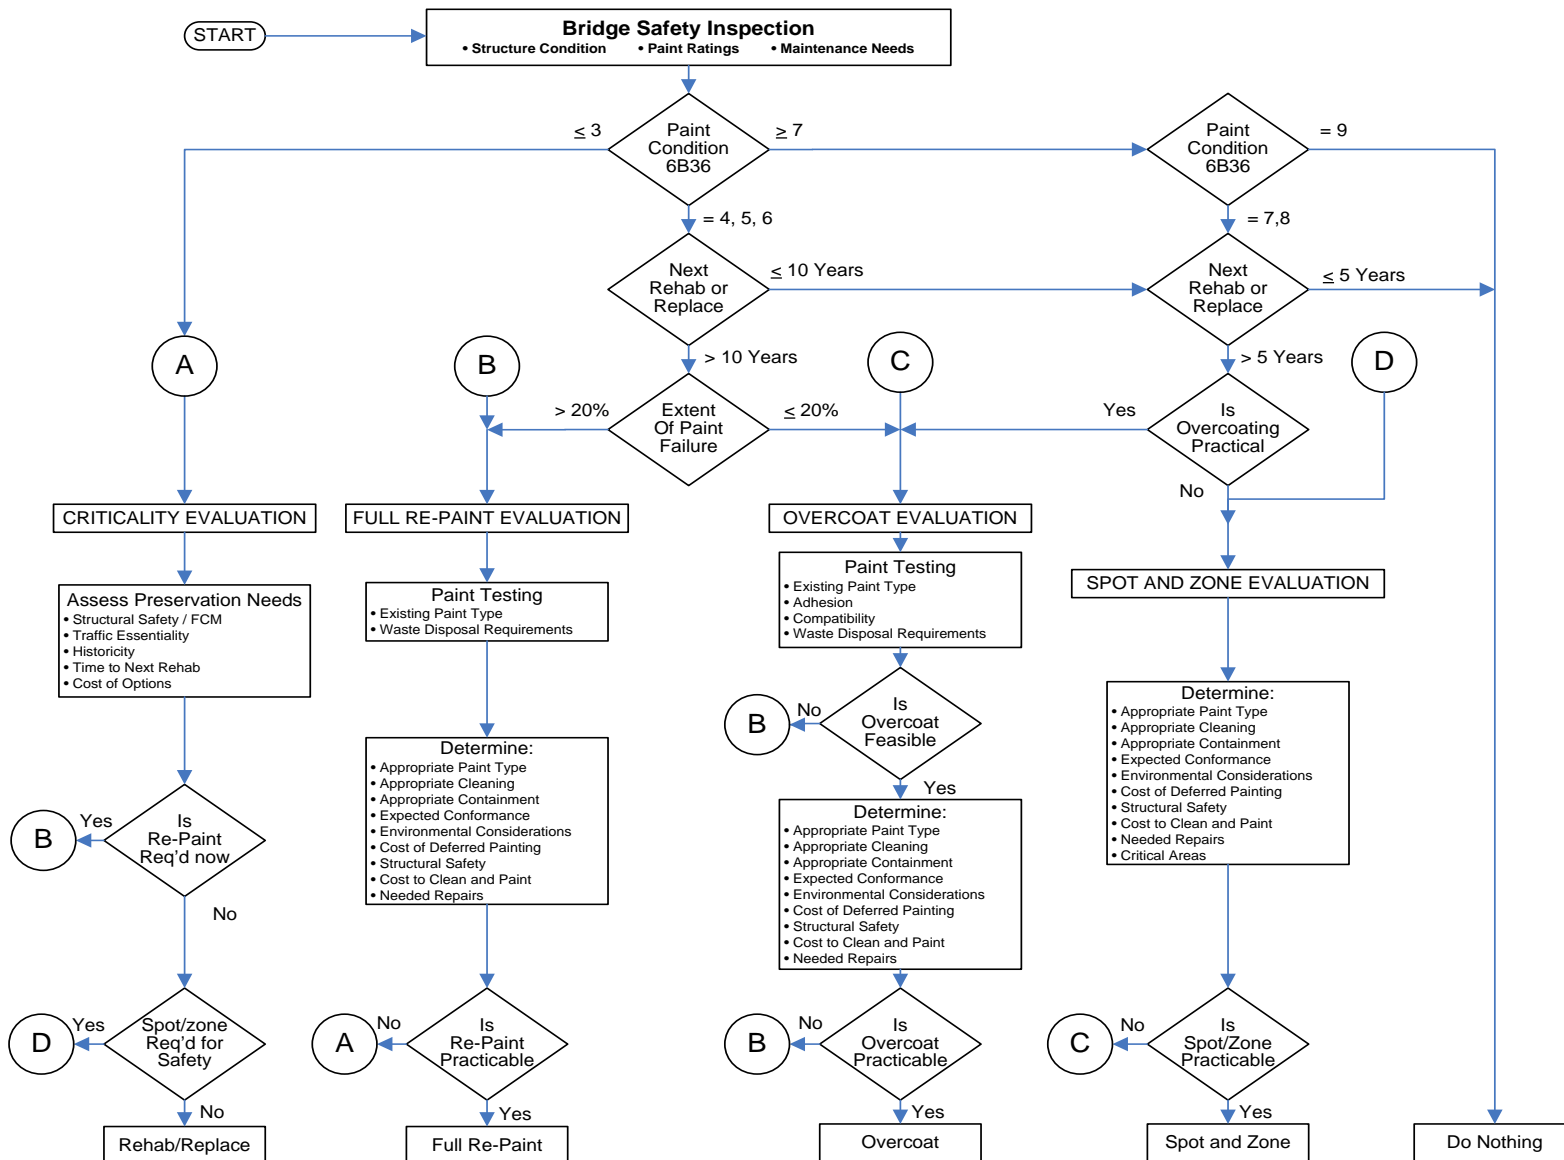 START
Bridge Safety Inspection
• Structure Condition • Paint Ratings • Maintenance Needs
≤ 3
Paint
Condition
6B36
≥ 7
Paint
Condition
6B36
= 9
= 4, 5, 6
= 7,8
Next
Rehab or
Replace
≤ 10 Years
Next
Rehab or
Replace
≤ 5 Years
A
B
> 10 Years
C
> 5 Years
D
> 20%
Extent
Of Paint
Failure
≤ 20%
Yes
Is
Overcoating
Practical
No
CRITICALITY EVALUATION
FULL RE-PAINT EVALUATION
OVERCOAT EVALUATION
SPOT AND ZONE EVALUATION
Assess Preservation Needs
• Structural Safety / FCM
• Traffic Essentiality
• Historicity
• Time to Next Rehab
• Cost of Options
Paint Testing
• Existing Paint Type
• Waste Disposal Requirements
Paint Testing
• Existing Paint Type
• Adhesion
• Compatibility
• Waste Disposal Requirements
B
No
Is
Overcoat
Feasible
Yes
Determine:
• Appropriate Paint Type
• Appropriate Cleaning
• Appropriate Containment
• Expected Conformance
• Environmental Considerations
• Cost of Deferred Painting
• Structural Safety
• Cost to Clean and Paint
• Needed Repairs
• Critical Areas
Determine:
• Appropriate Paint Type
• Appropriate Cleaning
• Appropriate Containment
• Expected Conformance
• Environmental Considerations
• Cost of Deferred Painting
• Structural Safety
• Cost to Clean and Paint
• Needed Repairs
Determine:
• Appropriate Paint Type
• Appropriate Cleaning
• Appropriate Containment
• Expected Conformance
• Environmental Considerations
• Cost of Deferred Painting
• Structural Safety
• Cost to Clean and Paint
• Needed Repairs
B
Yes
Is
Re-Paint
Req'd now
No
D
Yes
Spot/zone
Req'd for
Safety
No
A
No
Is
Re-Paint
Practicable
Yes
B
No
Is
Overcoat
Practicable
Yes
C
No
Is
Spot/Zone
Practicable
Yes
Rehab/Replace
Full Re-Paint
Overcoat
Spot and Zone
Do Nothing